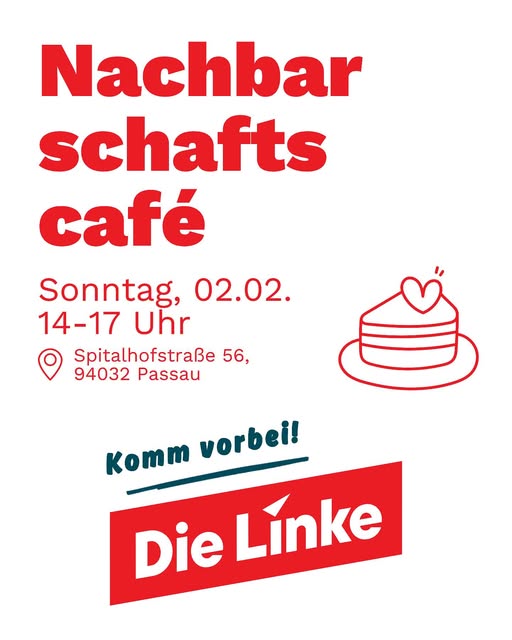 Nachbar
schafts
café
Sonntag, 02.02.
14-17 Uhr
Spitalhofstraße 56,
94032 Passau
Komm vorbei!
Die Linke